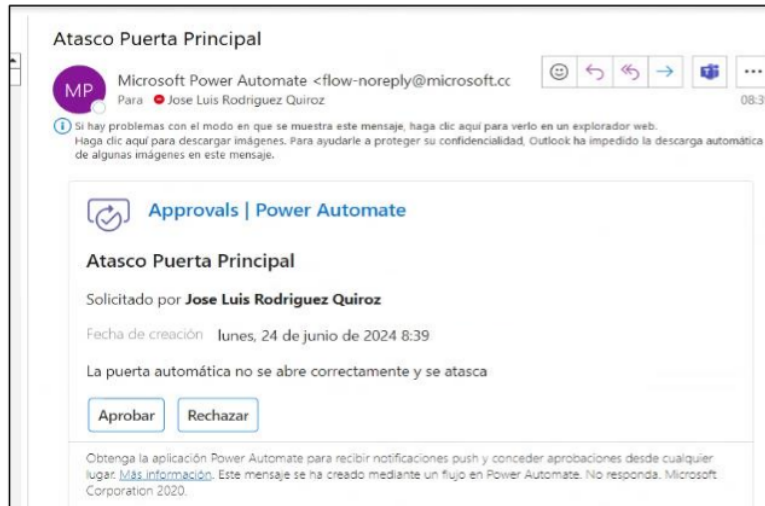 Atasco Puerta Principal
MP
Microsoft Power Automate <flow-noreply@microsoft.cc
Para Jose Luis Rodriguez Quiroz
08:3
Si hay problemas con el modo en que se muestra este mensaje, haga clic aquí para verlo en un explorador web.
Haga clic aquí para descargar imágenes. Para ayudarle a proteger su confidencialidad, Outlook ha impedido la descarga automática
de algunas imágenes en este mensaje.
Approvals | Power Automate
Atasco Puerta Principal
Solicitado por Jose Luis Rodriguez Quiroz
Fecha de creación lunes, 24 de junio de 2024 8:39
La puerta automática no se abre correctamente y se atasca
Aprobar Rechazar
Obtenga la aplicación Power Automate para recibir notificaciones push y conceder aprobaciones desde cualquier
lugar. Más información. Este mensaje se ha creado mediante un flujo en Power Automate. No responda. Microsoft
Corporation 2020.